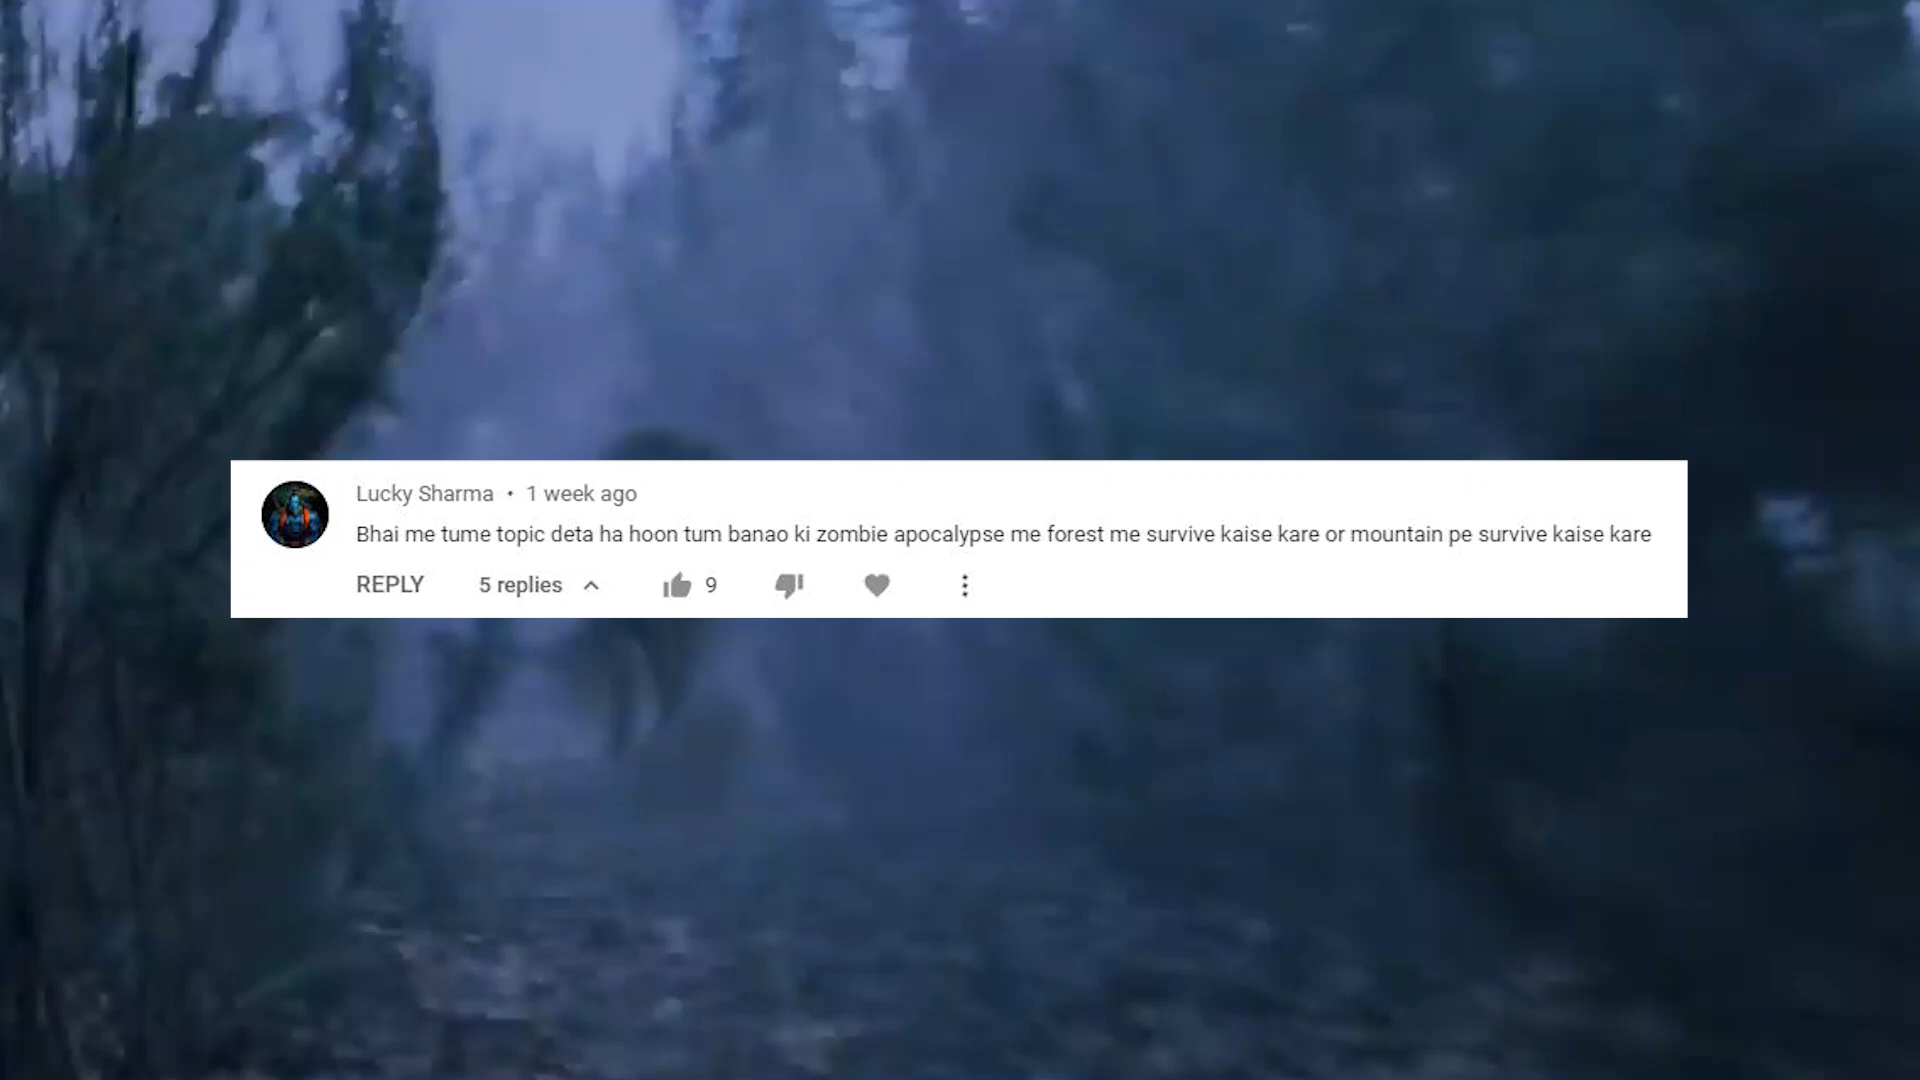 Lucky Sharma • 1 week ago
Bhai me tume topic deta ha hoon tum banao ki zombie apocalypse me forest me survive kaise kare or mountain pe survive kaise kare
REPLY 5 replies 9